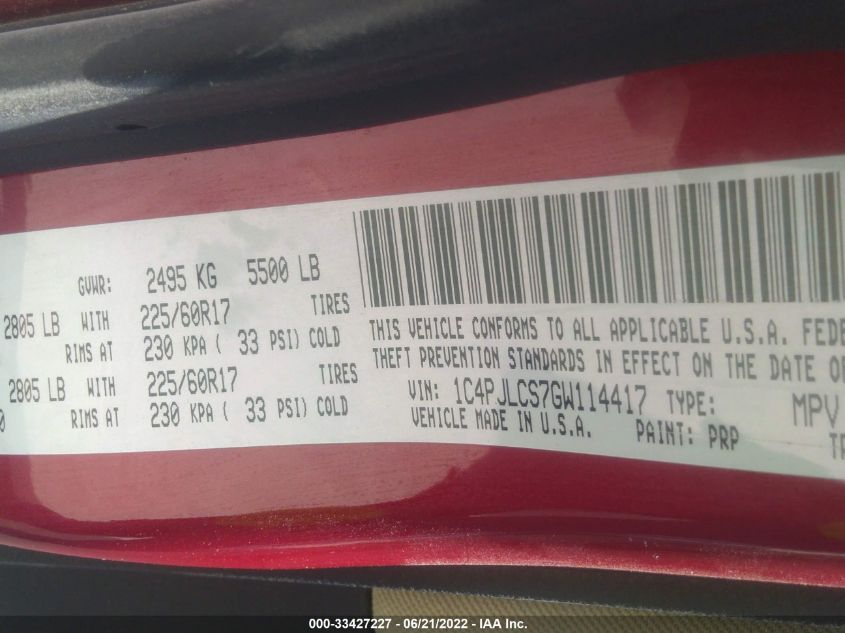 GVWR: 2495 KG 5500 LB
2805 LB WITH 225/60R17 TIRES
RIMS AT 230 KPA ( 33 PSI) COLD
2805 LB WITH 225/60R17 TIRES
RIMS AT 230 KPA ( 33 PSI) COLD
THIS VEHICLE CONFORMS TO ALL APPLICABLE U.S.A. FEDE
THEFT PREVENTION STANDARDS IN EFFECT ON THE DATE O
VIN: 1C4PJLCS7GW114417 TYPE: MPV
VEHICLE MADE IN U.S.A. PAINT: PRP
000-33427227 - 06/21/2022 - IAA Inc.